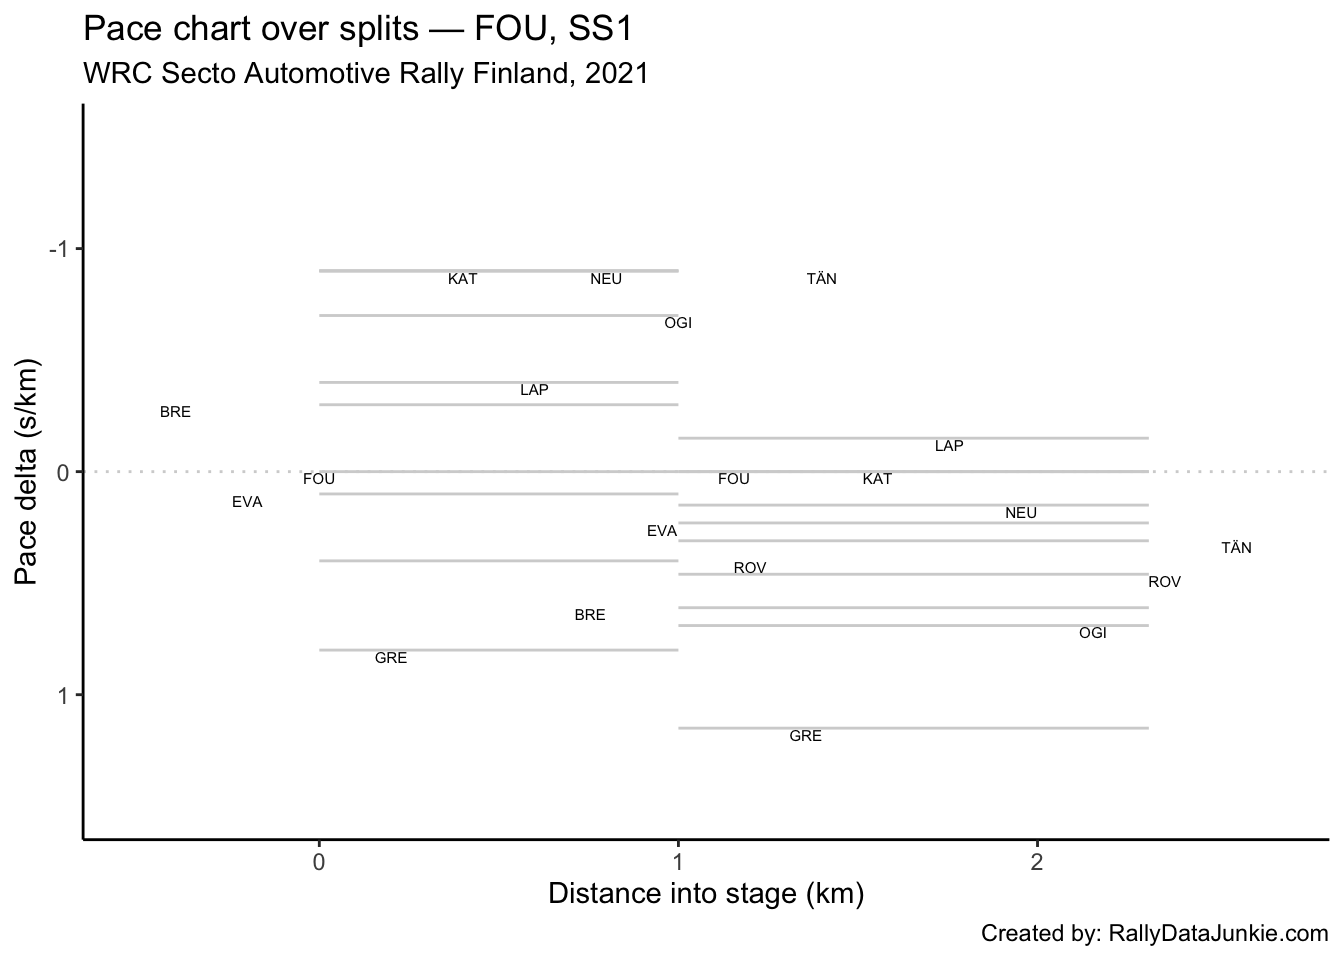 Pace chart over splits — FOU, SS1
WRC Secto Automotive Rally Finland, 2021
Pace delta (s/km)
-1
0
1
KAT
NEU
TÄN
OGI
LAP
BRE
LAP
FOU
FOU
KAT
EVA
NEU
EVA
TÄN
ROV
ROV
BRE
OGI
GRE
GRE
0
1
2
Distance into stage (km)
Created by: RallyDataJunkie.com